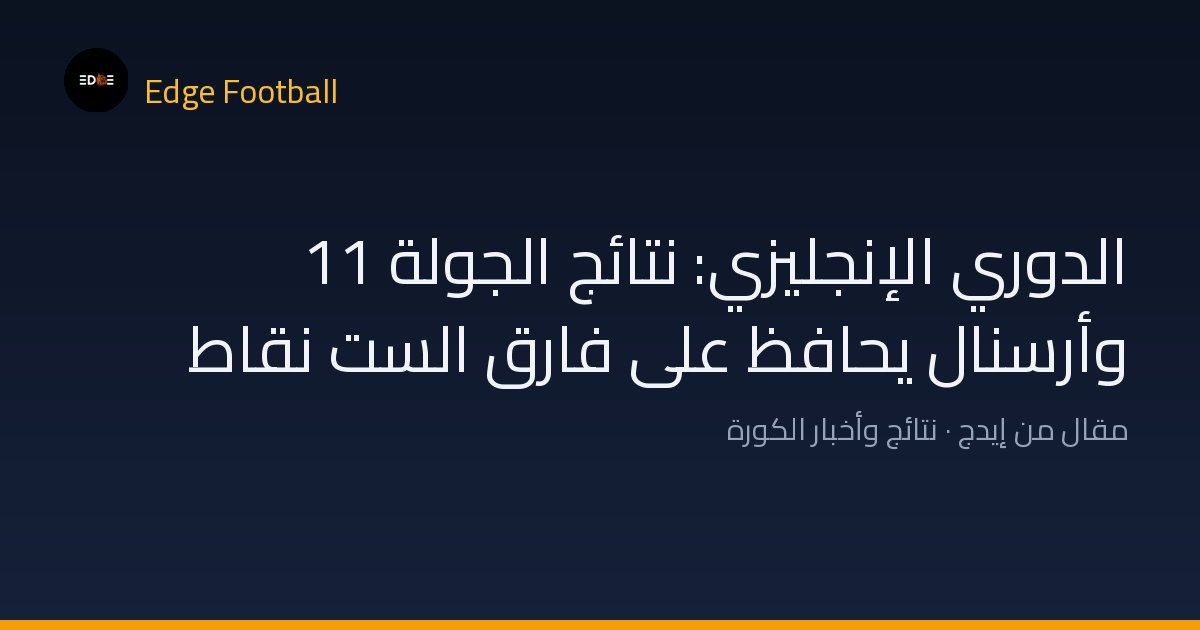 EDGE
Edge Football
الدوري الإنجليزي: نتائج الجولة 11
وأرسنال يحافظ على فارق الست نقاط
مقال من إيدج · نتائج وأخبار الكورة